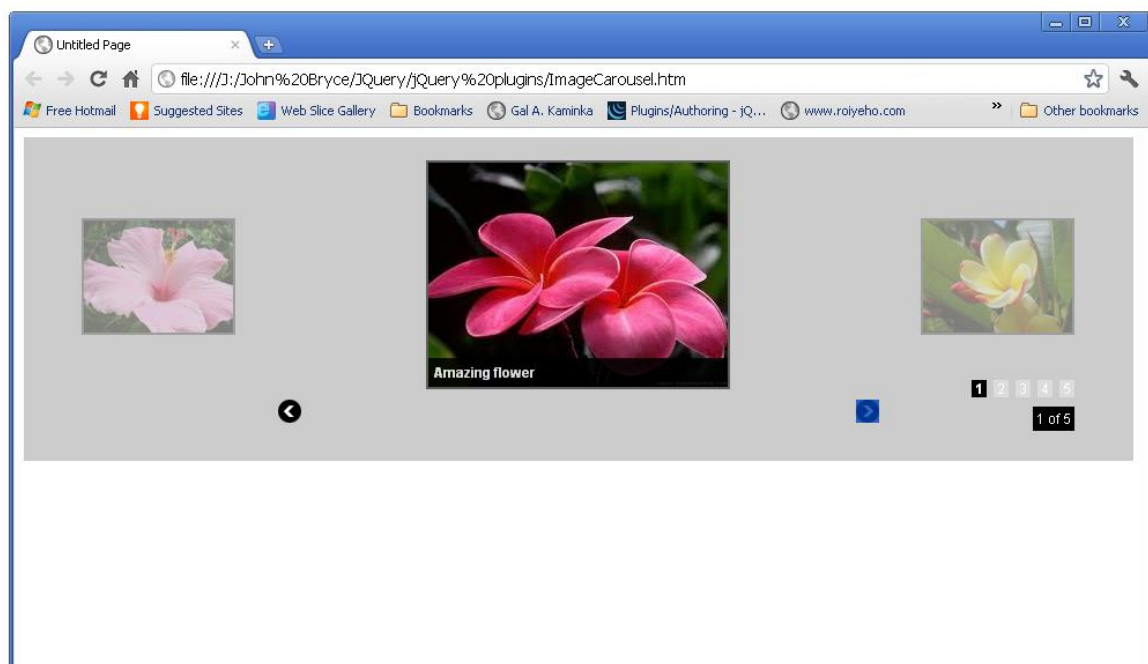 Untitled Page
file:///J:/John%20Bryce/JQuery/jQuery%20plugins/ImageCarousel.htm
Free Hotmail Suggested Sites Web Slice Gallery Bookmarks Gal A. Kaminka Plugins/Authoring - jQ... www.roiyeho.com » Other bookmarks
Amazing flower
1 2 3 4 5
1 of 5